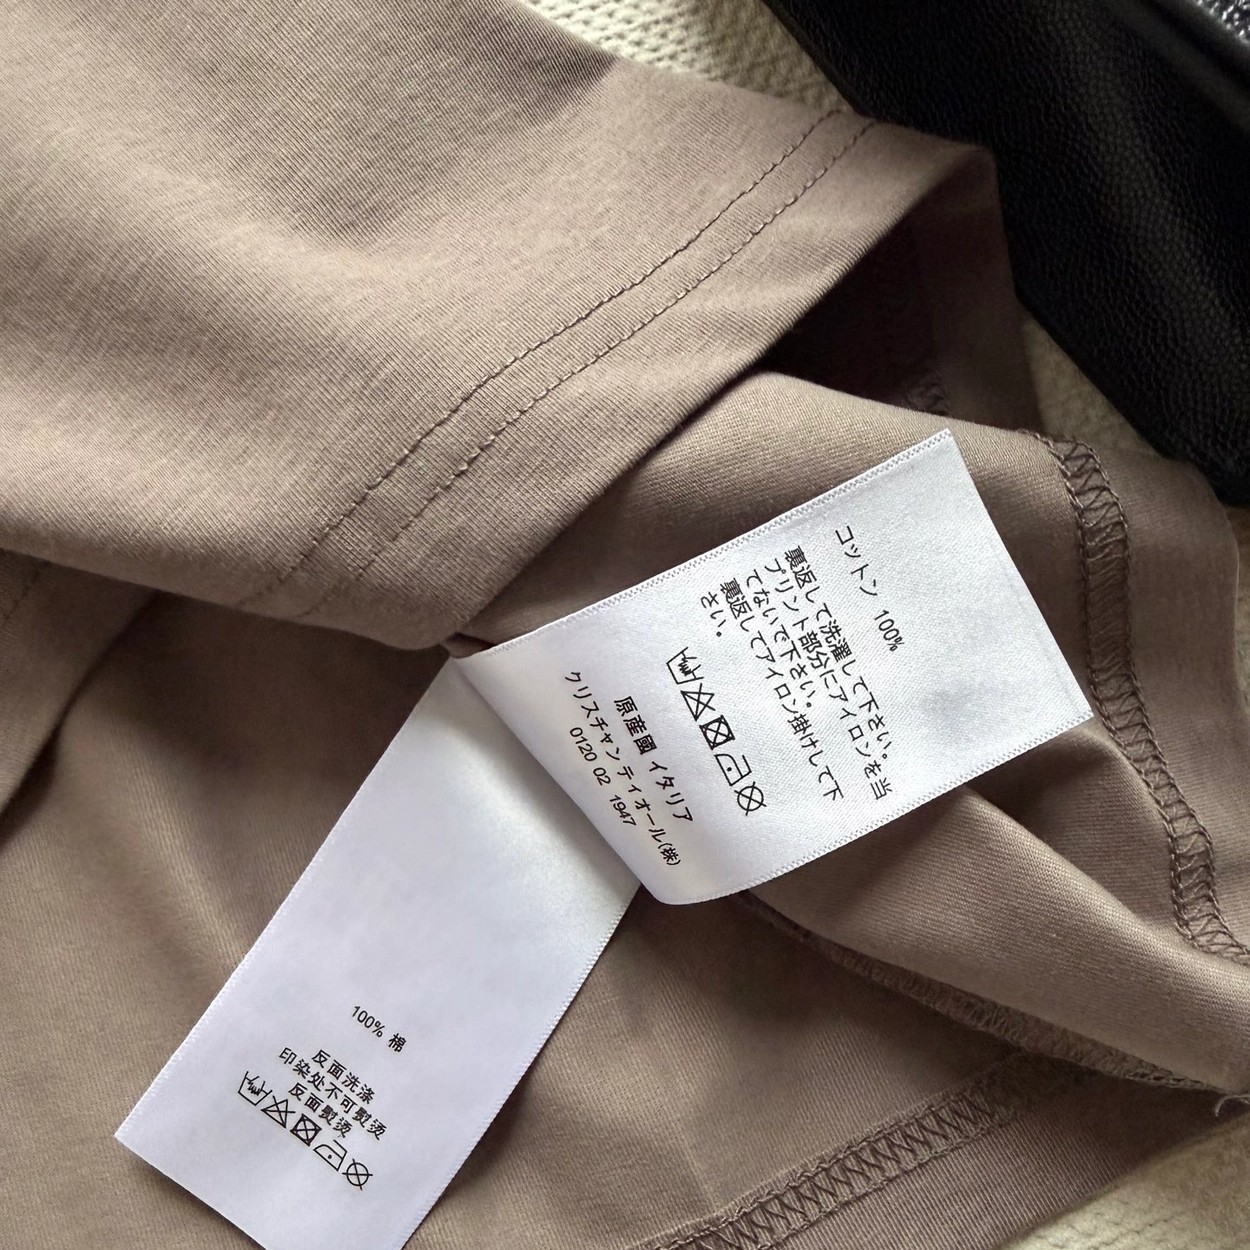 コットン 100%
裏返して洗濯して下さい。
プリント部分にアイロンを当
てないで下さい。
裏返してアイロン掛けして下
さい。
原産國 イタリア
クリスチャン ディオール(株)
0120 02 1947
100% 棉
反面洗涤
印染处不可熨烫
反面熨烫